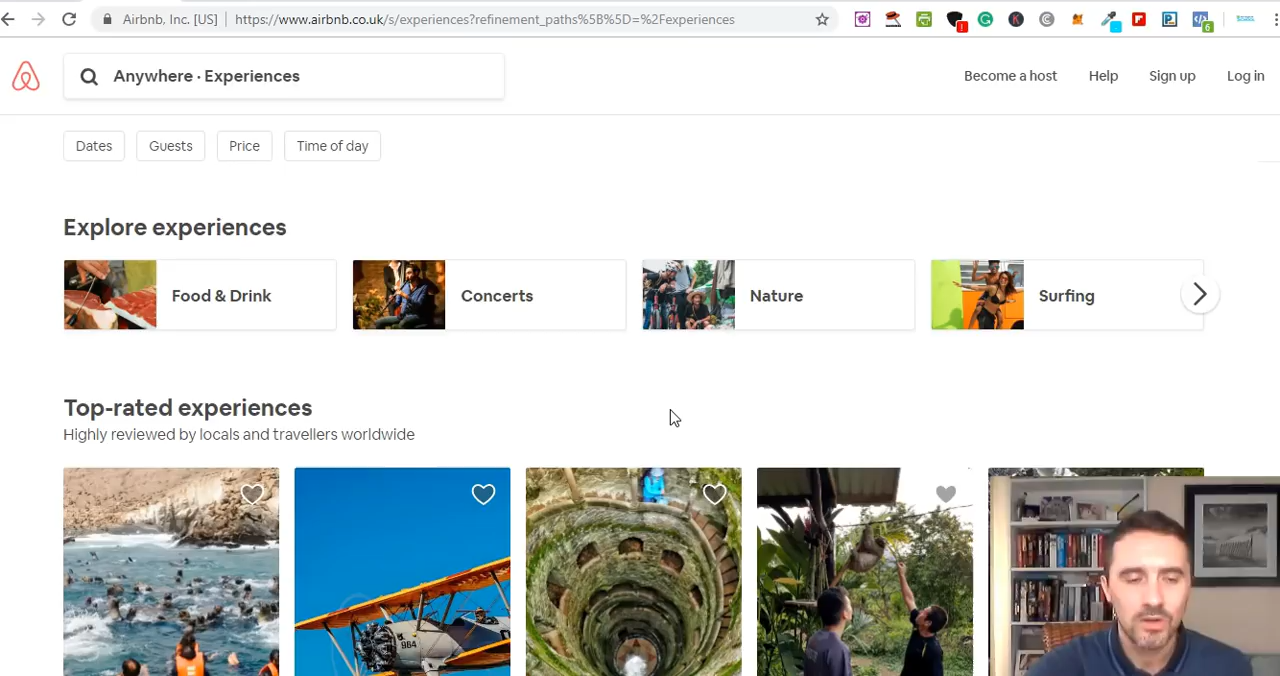 Airbnb, Inc. [US] https://www.airbnb.co.uk/s/experiences?refinement_paths%5B%5D=%2Fexperiences
6
Anywhere · Experiences
Become a host
Help
Sign up
Log in
Dates
Guests
Price
Time of day
Explore experiences
Food & Drink
Concerts
Nature
Surfing
Top-rated experiences
Highly reviewed by locals and travellers worldwide
964